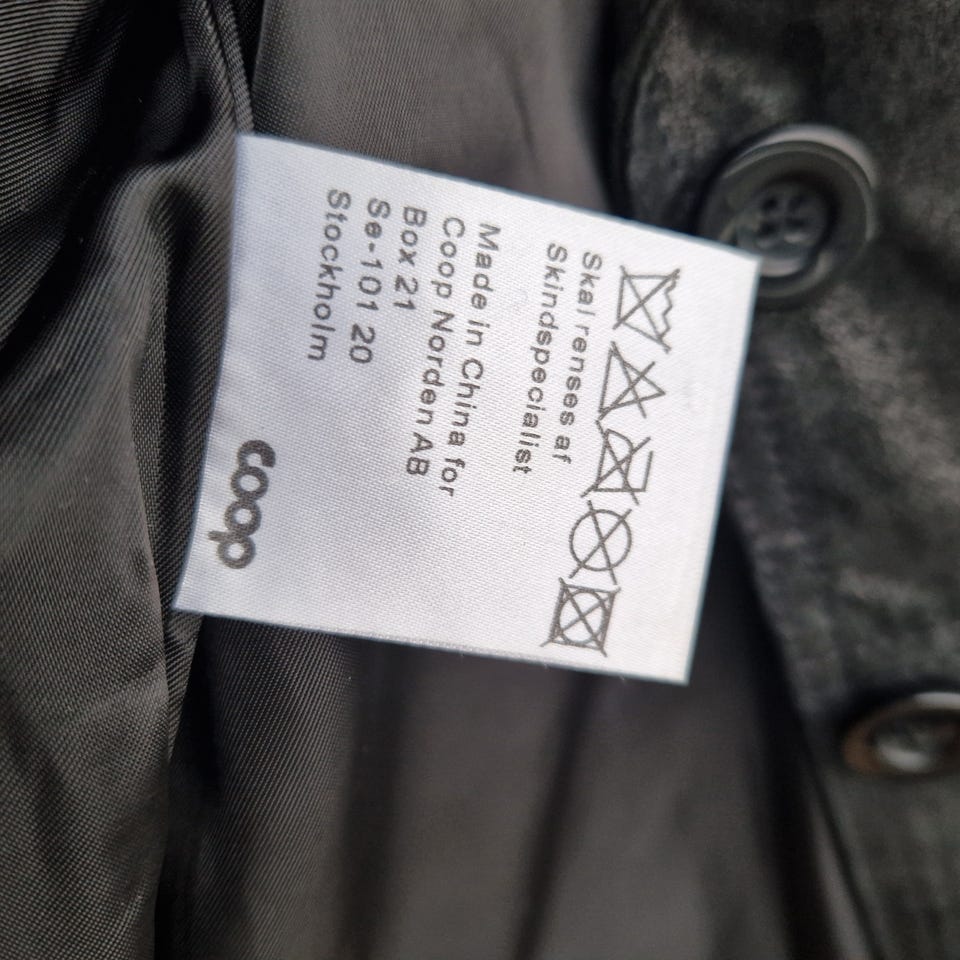 Skal renses af
Skindspecialist
Made in China for
Coop Norden AB
Box 21
Se-101 20
Stockholm
coop